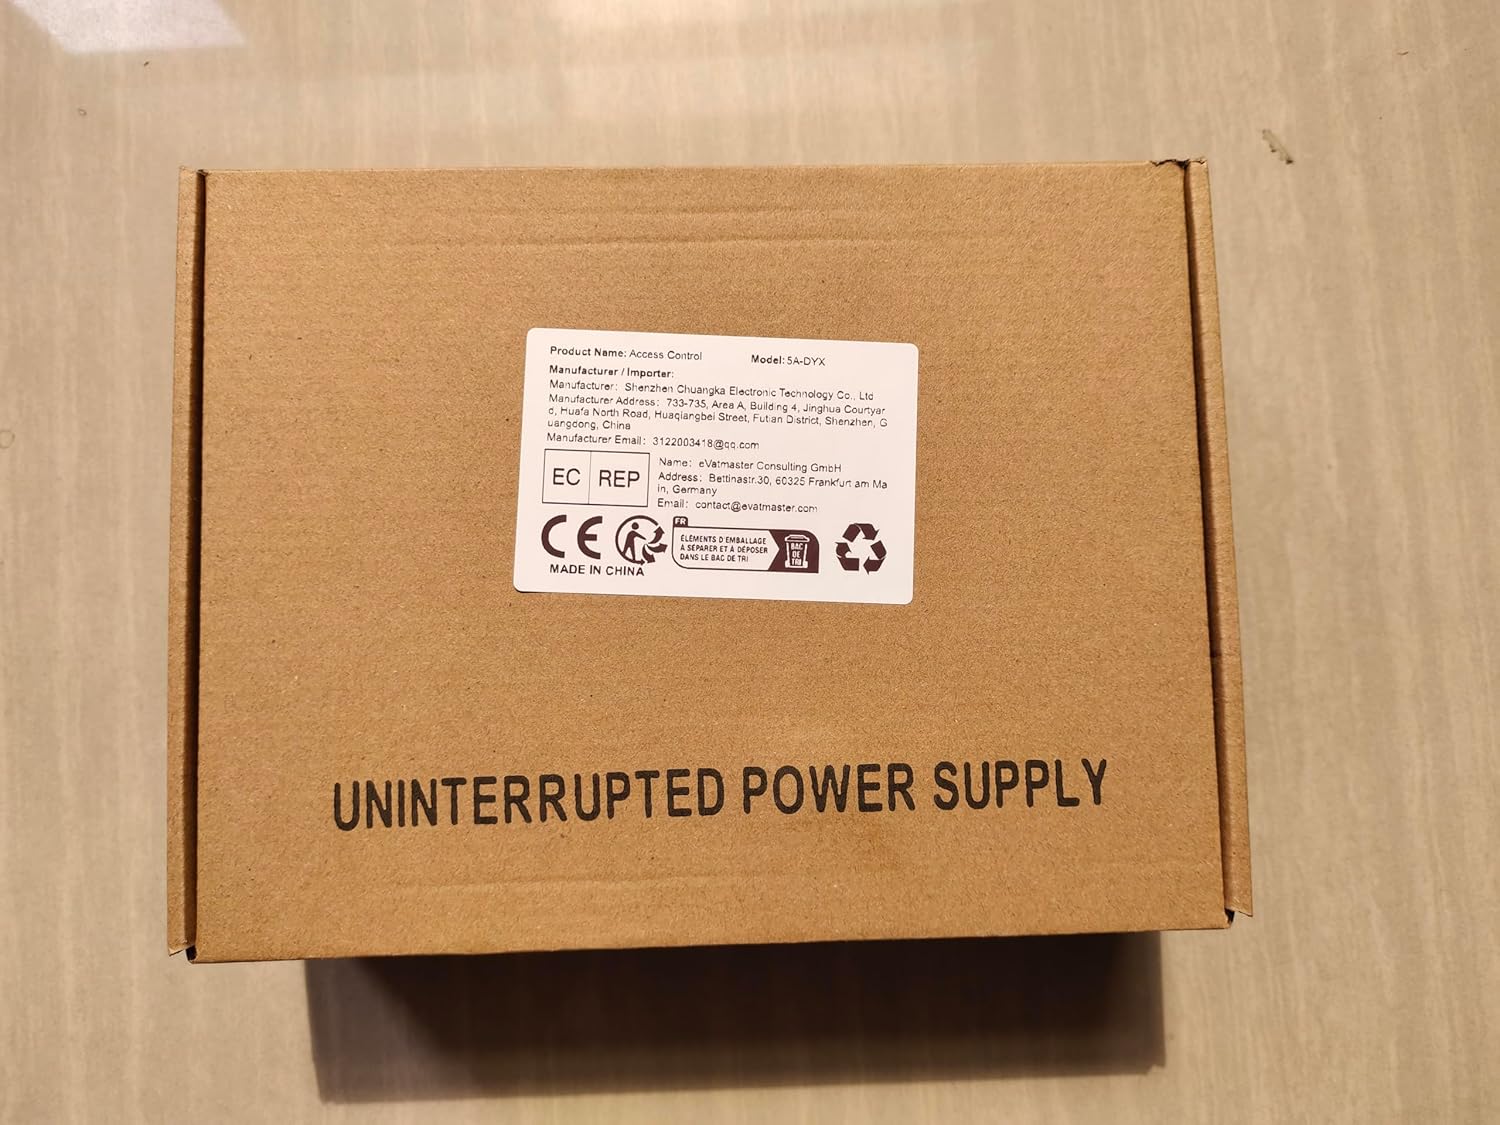 Product Name: Access Control Model: 5A-DYX
Manufacturer / Importer:
Manufacturer: Shenzhen Chuangka Electronic Technology Co., Ltd
Manufacturer Address: 733-735, Area A, Building 4, Jinghua Courtyar
d, Huafa North Road, Huaqiangbei Street, Futian District, Shenzhen, G
uangdong, China
Manufacturer Email: 3122003418@qq.com
EC REP
Name: eVatmaster Consulting GmbH
Address: Bettinastr.30, 60325 Frankfurt am Ma
in, Germany
Email: contact@evatmaster.com
CE
MADE IN CHINA
FR
ÉLÉMENTS D'EMBALLAGE
À SÉPARER ET À DÉPOSER
DANS LE BAC DE TRI
BAC
DE
TRI
UNINTERRUPTED POWER SUPPLY